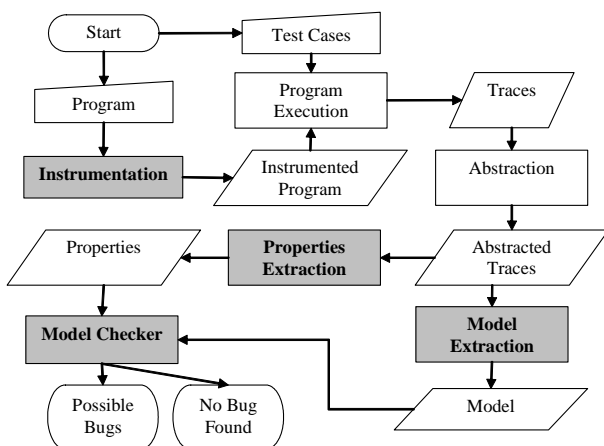 Start
Test Cases
Program
Program
Execution
Traces
Instrumentation
Instrumented
Program
Abstraction
Properties
Properties
Extraction
Abstracted
Traces
Model Checker
Model
Extraction
Possible
Bugs
No Bug
Found
Model